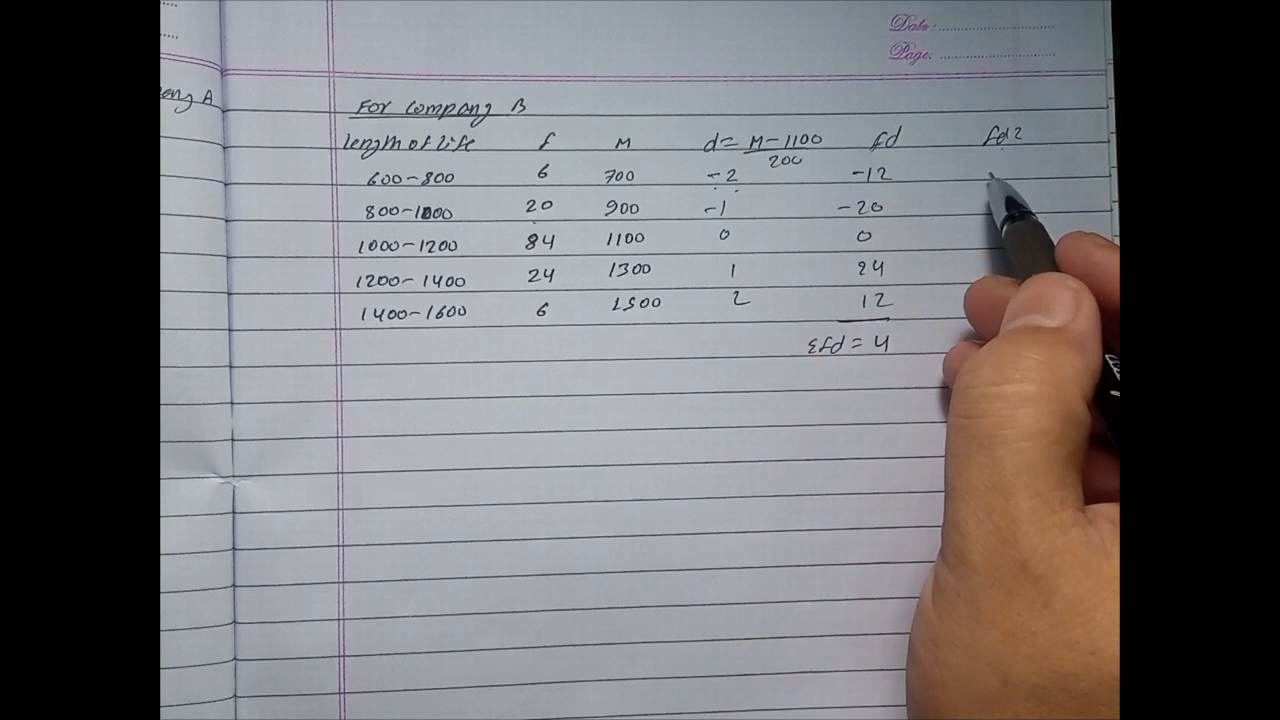 Date: ....................
Page: ....................
any A
For Company B
length of life f M d = M-1100 fd fd2
200
600-800 6 700 -2 -12
800-1000 20 900 -1 -20
1000-1200 84 1100 0 0
1200-1400 24 1300 1 24
1400-1600 6 1500 2 12
Σfd = 4